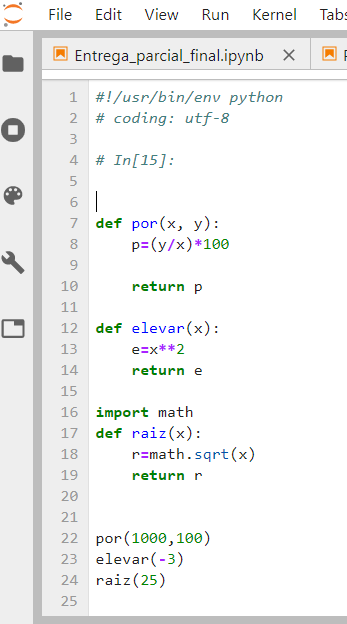 File Edit View Run Kernel Tabs
Entrega_parcial_final.ipynb
1 #!/usr/bin/env python
2 # coding: utf-8
3
4 # In[15]:
5
6
7 def por(x, y):
8     p=(y/x)*100
9
10     return p
11
12 def elevar(x):
13     e=x**2
14     return e
15
16 import math
17 def raiz(x):
18     r=math.sqrt(x)
19     return r
20
21
22 por(1000,100)
23 elevar(-3)
24 raiz(25)
25